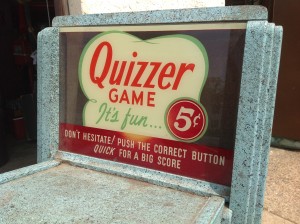 Quizzer
GAME
It's fun...
5¢
DON'T HESITATE! PUSH THE CORRECT BUTTON
QUICK FOR A BIG SCORE